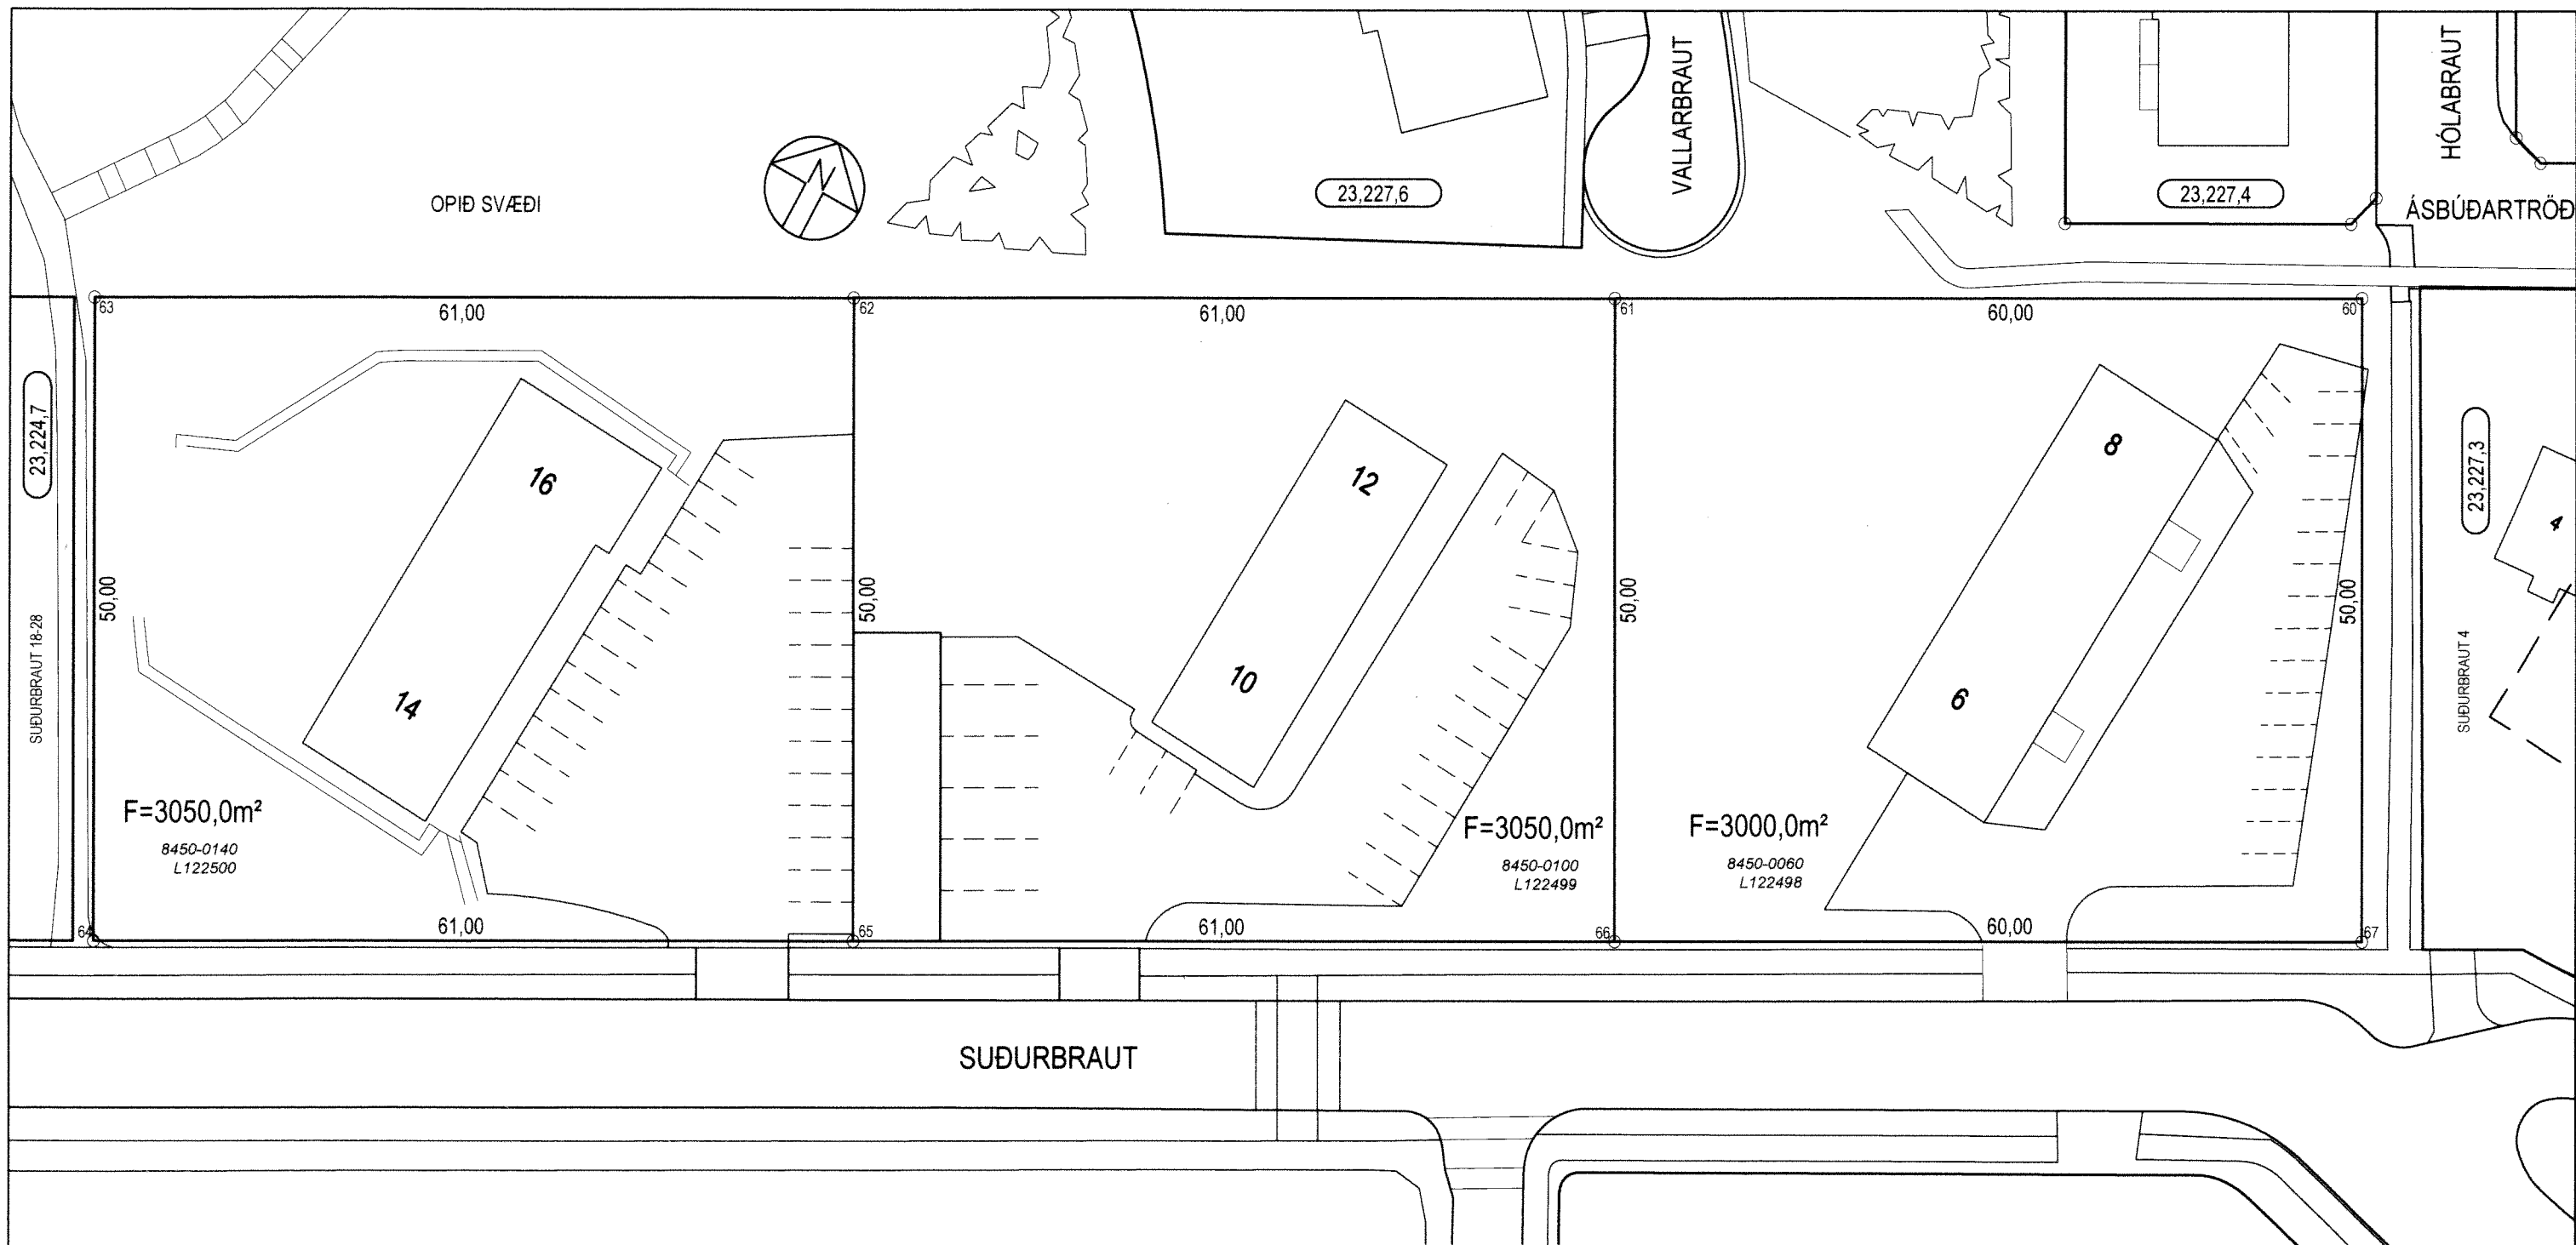 HÓLABRAUT
VALLARBRAUT
N
OPIÐ SVÆÐI
23,227,6
23,227,4
ÁSBÚÐARTRÖÐ
63
61,00
62
61,00
61
60,00
60
23,224,7
SUÐURBRAUT 18-28
50,00
16
14
50,00
12
10
50,00
8
6
50,00
23,227,3
SUÐURBRAUT 4
4
F=3050,0m²
8450-0140
L122500
F=3050,0m²
8450-0100
L122499
F=3000,0m²
8450-0060
L122498
64
61,00
65
61,00
66
60,00
67
SUÐURBRAUT